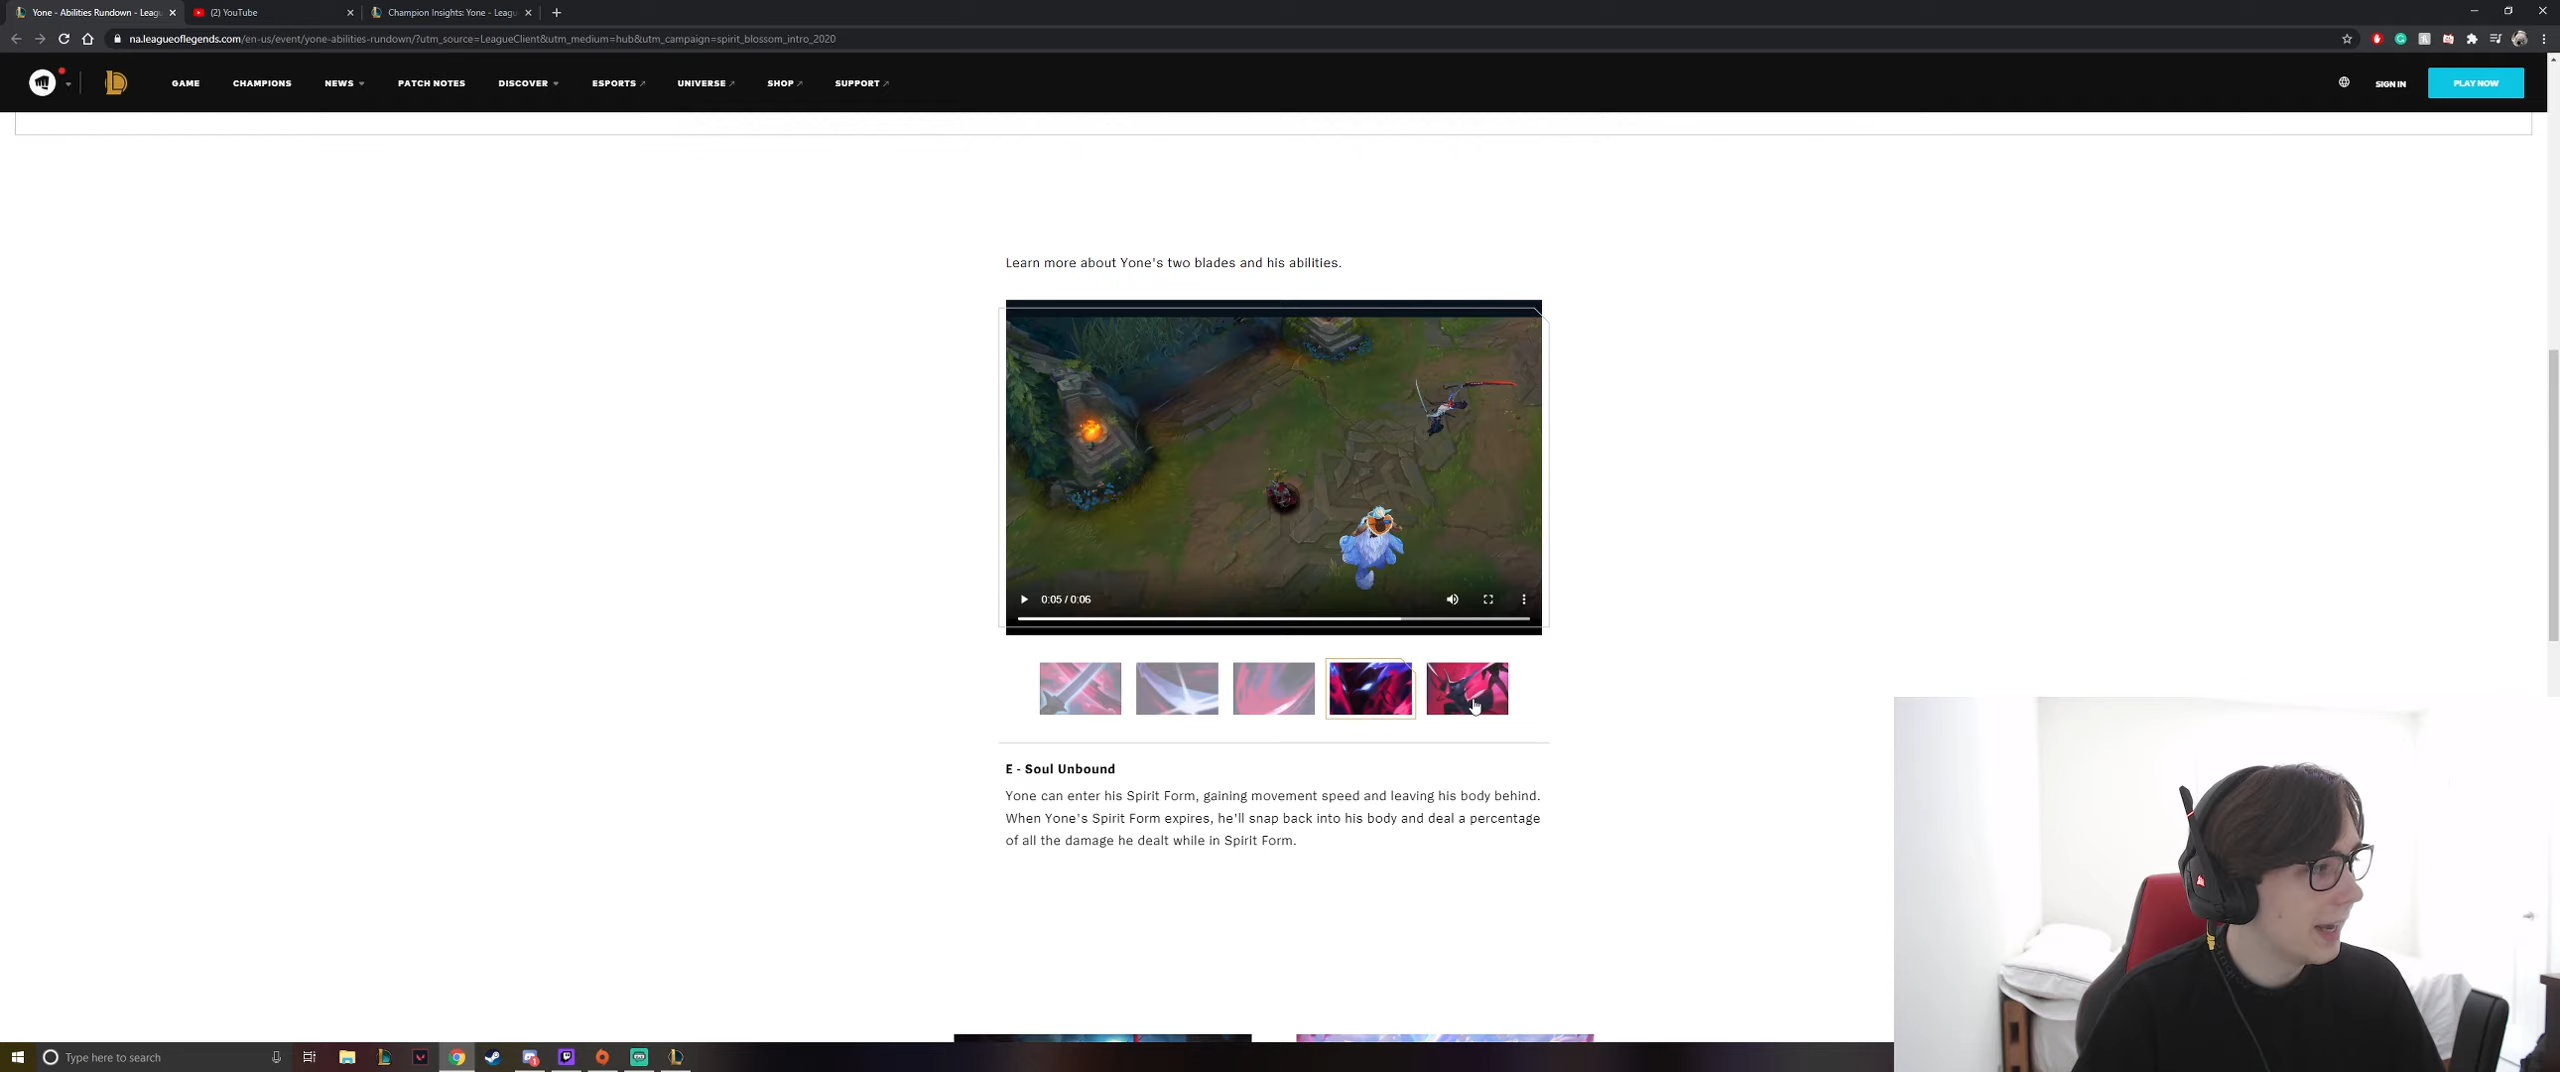 Yone - Abilities Rundown - Leagu
(2) YouTube
Champion Insights: Yone - Leagu
na.leagueoflegends.com/en-us/event/yone-abilities-rundown/?utm_source=LeagueClient&utm_medium=hub&utm_campaign=spirit_blossom_intro_2020
GAME
CHAMPIONS
NEWS
PATCH NOTES
DISCOVER
ESPORTS
UNIVERSE
SHOP
SUPPORT
SIGN IN
PLAY NOW
Learn more about Yone's two blades and his abilities.
0:05 / 0:06
E - Soul Unbound
Yone can enter his Spirit Form, gaining movement speed and leaving his body behind.
When Yone's Spirit Form expires, he'll snap back into his body and deal a percentage
of all the damage he dealt while in Spirit Form.
Type here to search